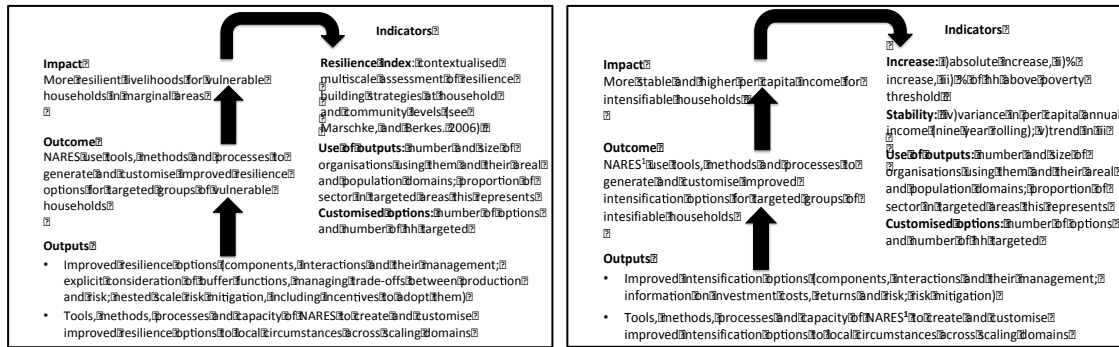 Indicators
Impact
More resilient livelihoods for vulnerable
households in marginal areas
Resilience index: contextualised
multiscale assessment of resilience
building strategies at household
and community levels (see
Marschke, and Berkes. 2006)
Outcome
NARES use tools, methods and processes to
generate and customise improved resilience
options for targeted groups of vulnerable
households
Use of outputs: number and size of
organisations using them and their areal
and population domains; proportion of
sector in targeted areas this represents
Customised options: number of options
and number of hh targeted
Outputs
• Improved resilience options (components, interactions and their management;
explicit consideration of buffer functions, managing trade-offs between production
and risk; nested scale risk mitigation, including incentives to adopt them)
• Tools, methods, processes and capacity of NARES to create and customise
improved resilience options to local circumstances across scaling domains
Indicators
Impact
More stable and higher per capita income for
intensifiable households
Increase: i) absolute increase, ii) %
increase, iii) % of hh above poverty
threshold
Stability: iv) variance in per capita annual
income (nine year rolling); v) trend in iii
Outcome
NARES¹ use tools, methods and processes to
generate and customise improved
intensification options for targeted groups of
intesifiable households
Use of outputs: number and size of
organisations using them and their areal
and population domains; proportion of
sector in targeted areas this represents
Customised options: number of options
and number of hh targeted
Outputs
• Improved intensification options (components, interactions and their management;
information on investment costs, returns and risk; risk mitigation)
• Tools, methods, processes and capacity of NARES¹ to create and customise
improved intensification options to local circumstances across scaling domains